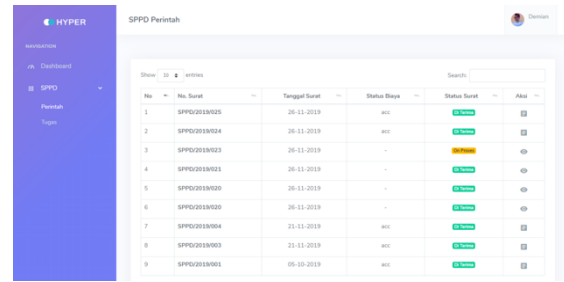 HYPER
SPPD Perintah
Damian
NAVIGATION
Dashboard
SPPD
Perintah
Tugas
Show 10 entries
Search:
No No. Surat Tanggal Surat Status Biaya Status Surat Aksi
1 SPPD/2019/025 26-11-2019 acc Di Terima
2 SPPD/2019/024 26-11-2019 acc Di Terima
3 SPPD/2019/023 26-11-2019 - On Proses
4 SPPD/2019/021 26-11-2019 - Di Terima
5 SPPD/2019/020 26-11-2019 - Di Terima
6 SPPD/2019/020 26-11-2019 - Di Terima
7 SPPD/2019/004 21-11-2019 acc Di Terima
8 SPPD/2019/003 21-11-2019 acc Di Terima
9 SPPD/2019/001 05-10-2019 acc Di Terima